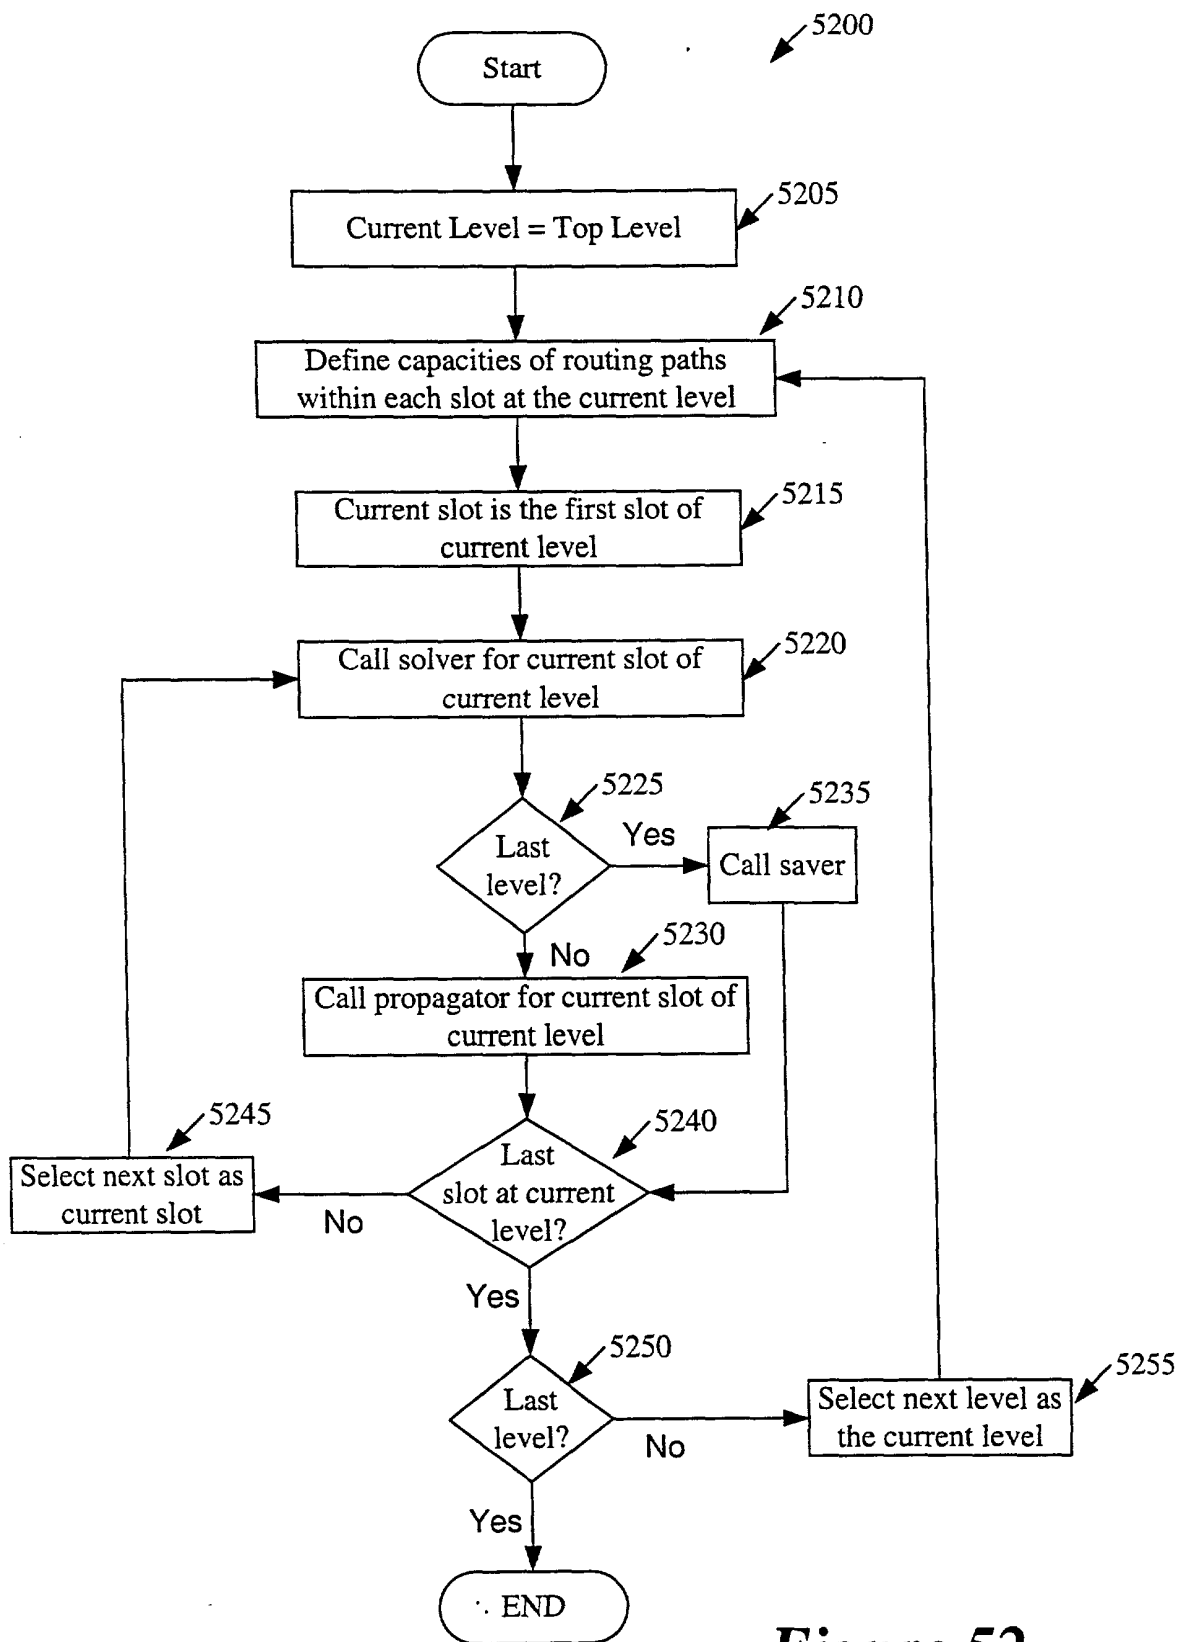 5200
Start
5205
Current Level = Top Level
5210
Define capacities of routing paths
within each slot at the current level
5215
Current slot is the first slot of
current level
5220
Call solver for current slot of
current level
5225
5235
Last
level?
Yes
Call saver
5230
No
Call propagator for current slot of
current level
5245
5240
Last
slot at current
level?
Select next slot as
current slot
No
Yes
5250
5255
Last
level?
No
Select next level as
the current level
Yes
END
Figure 52